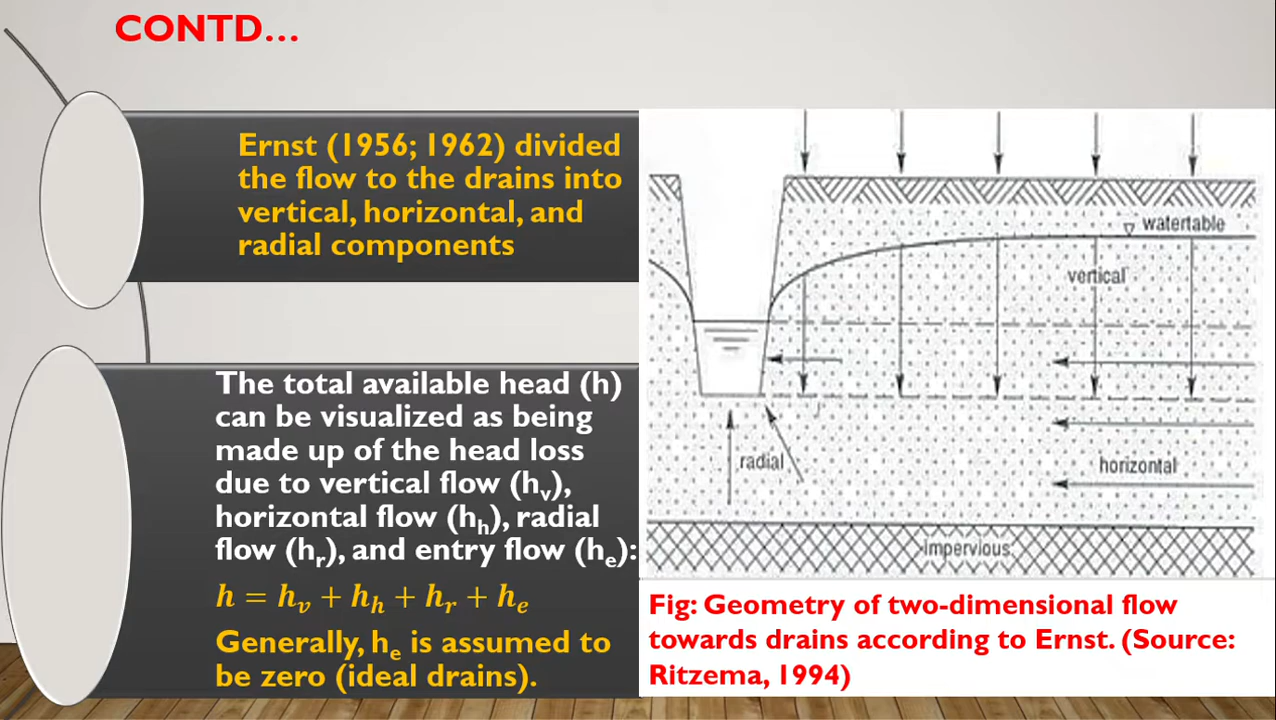 CONTD...
Ernst (1956; 1962) divided
the flow to the drains into
vertical, horizontal, and
radial components
The total available head (h)
can be visualized as being
made up of the head loss
due to vertical flow (hᵥ),
horizontal flow (hₕ), radial
flow (hᵣ), and entry flow (hₑ):
h = hᵥ + hₕ + hᵣ + hₑ
Generally, hₑ is assumed to
be zero (ideal drains).
watertable
vertical
radial
horizontal
impervious
Fig: Geometry of two-dimensional flow
towards drains according to Ernst. (Source:
Ritzema, 1994)